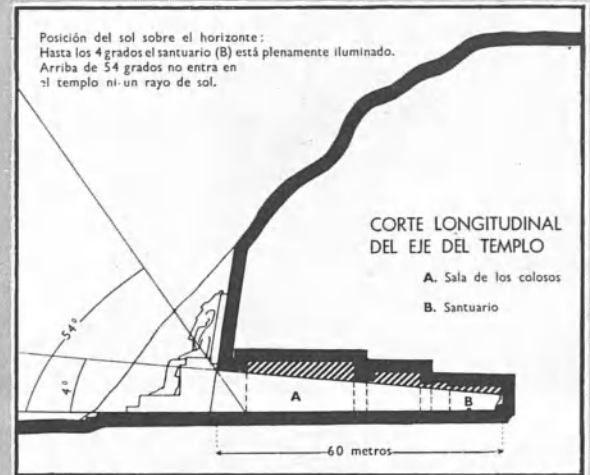 Posición del sol sobre el horizonte:
Hasta los 4 grados el santuario (B) está plenamente iluminado.
Arriba de 54 grados no entra en
el templo ni un rayo de sol.
CORTE LONGITUDINAL
DEL EJE DEL TEMPLO
A. Sala de los colosos
B. Santuario
54°
4°
A
B
60 metros